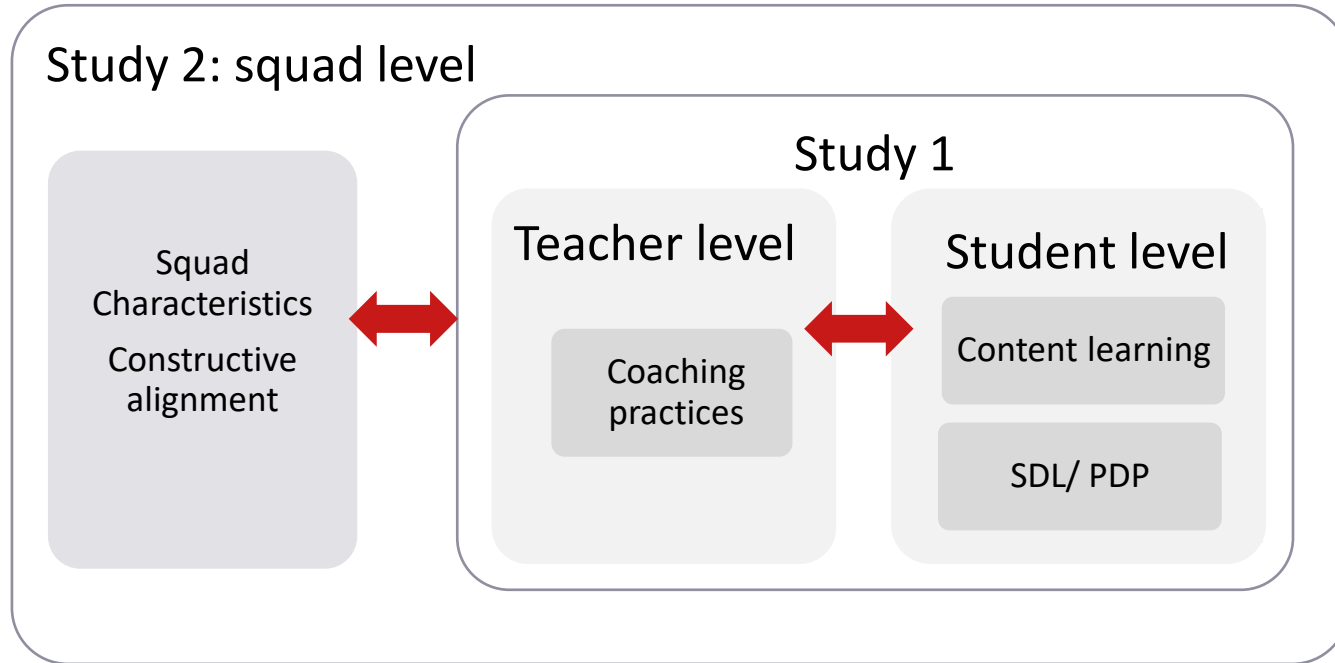 Study 2: squad level
Squad
Characteristics
Constructive
alignment
Study 1
Teacher level
Coaching
practices
Student level
Content learning
SDL/ PDP